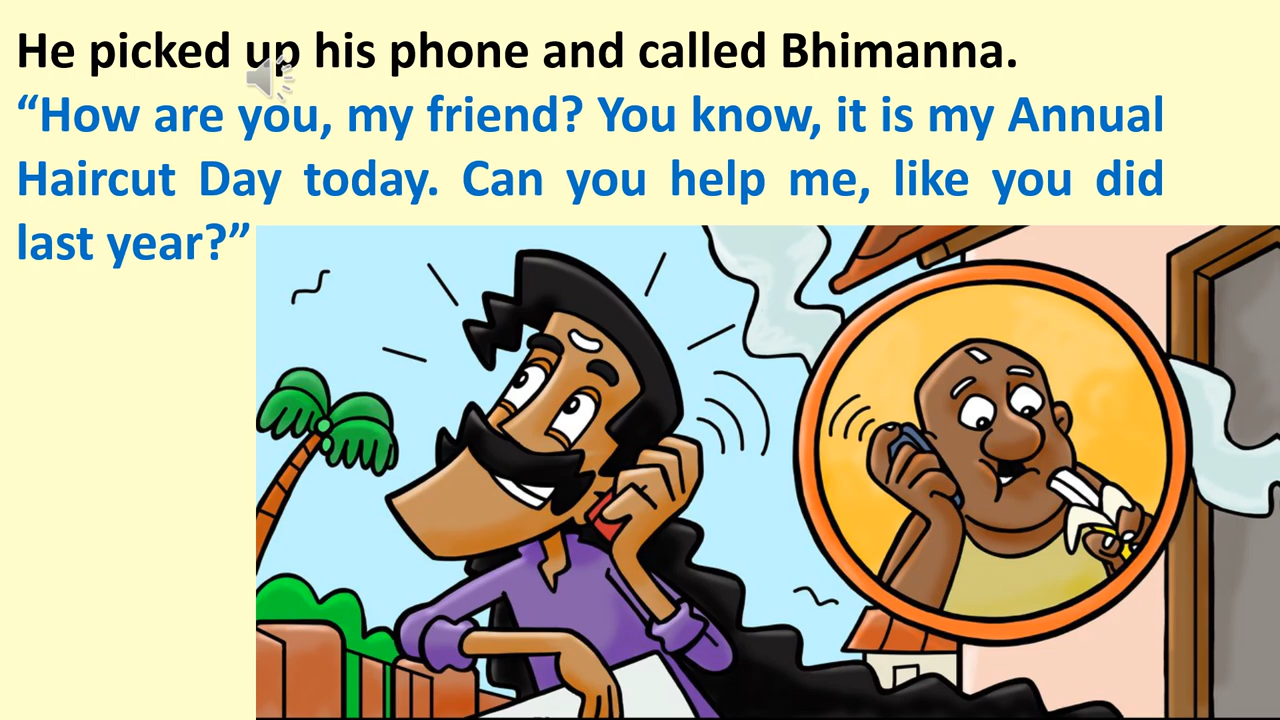 He picked up his phone and called Bhimanna.
“How are you, my friend? You know, it is my Annual
Haircut Day today. Can you help me, like you did
last year?”